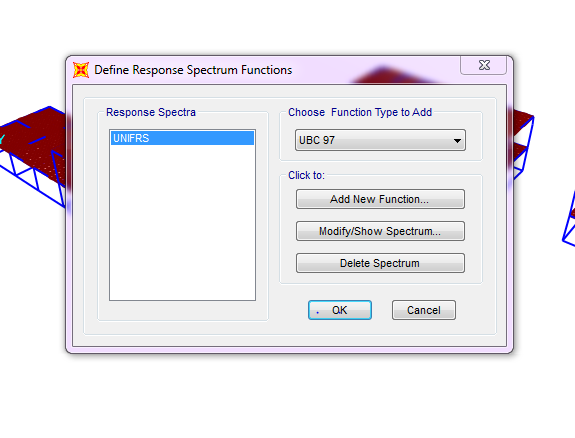 Define Response Spectrum Functions
Response Spectra
UNIFRS
Choose Function Type to Add
UBC 97
Click to:
Add New Function...
Modify/Show Spectrum...
Delete Spectrum
OK
Cancel
Y